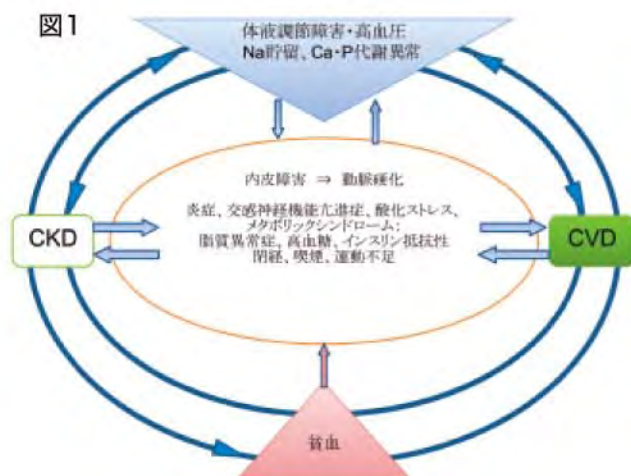 図1
体液調節障害・高血圧
Na貯留、Ca・P代謝異常
内皮障害 ⇒ 動脈硬化
炎症、交感神経機能亢進症、酸化ストレス、
メタボリックシンドローム:
脂質異常症、高血糖、インスリン抵抗性
閉経、喫煙、運動不足
CKD
CVD
貧血